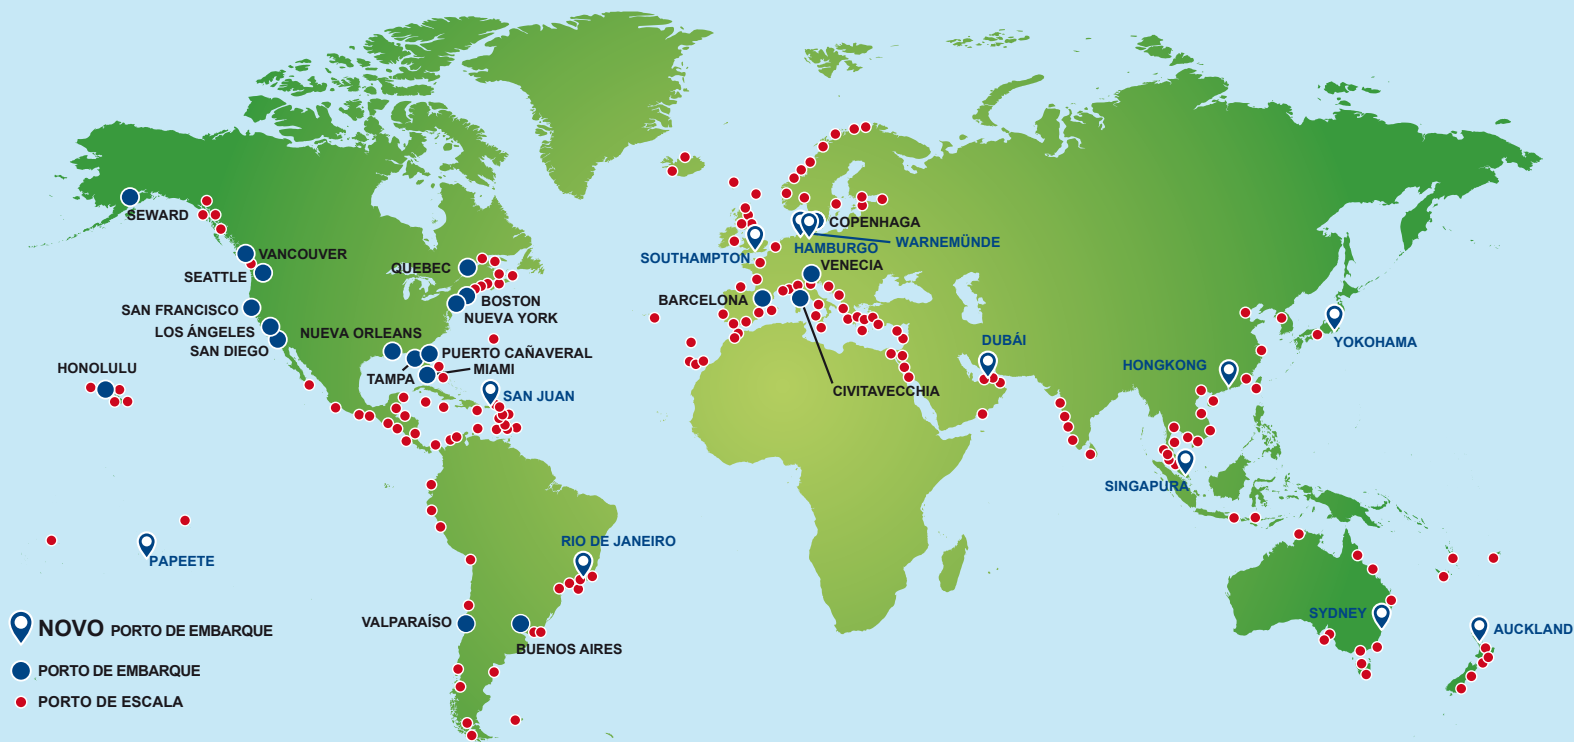 SEWARD
VANCOUVER
SEATTLE
QUEBEC
SAN FRANCISCO
BOSTON
NUEVA YORK
LOS ÁNGELES
NUEVA ORLEANS
SAN DIEGO
PUERTO CAÑAVERAL
MIAMI
HONOLULU
TAMPA
SAN JUAN
COPENHAGA
WARNEMÜNDE
HAMBURGO
SOUTHAMPTON
VENECIA
BARCELONA
CIVITAVECCHIA
DUBÁI
YOKOHAMA
HONGKONG
SINGAPURA
PAPEETE
RIO DE JANEIRO
VALPARAÍSO
BUENOS AIRES
SYDNEY
AUCKLAND
NOVO PORTO DE EMBARQUE
PORTO DE EMBARQUE
PORTO DE ESCALA